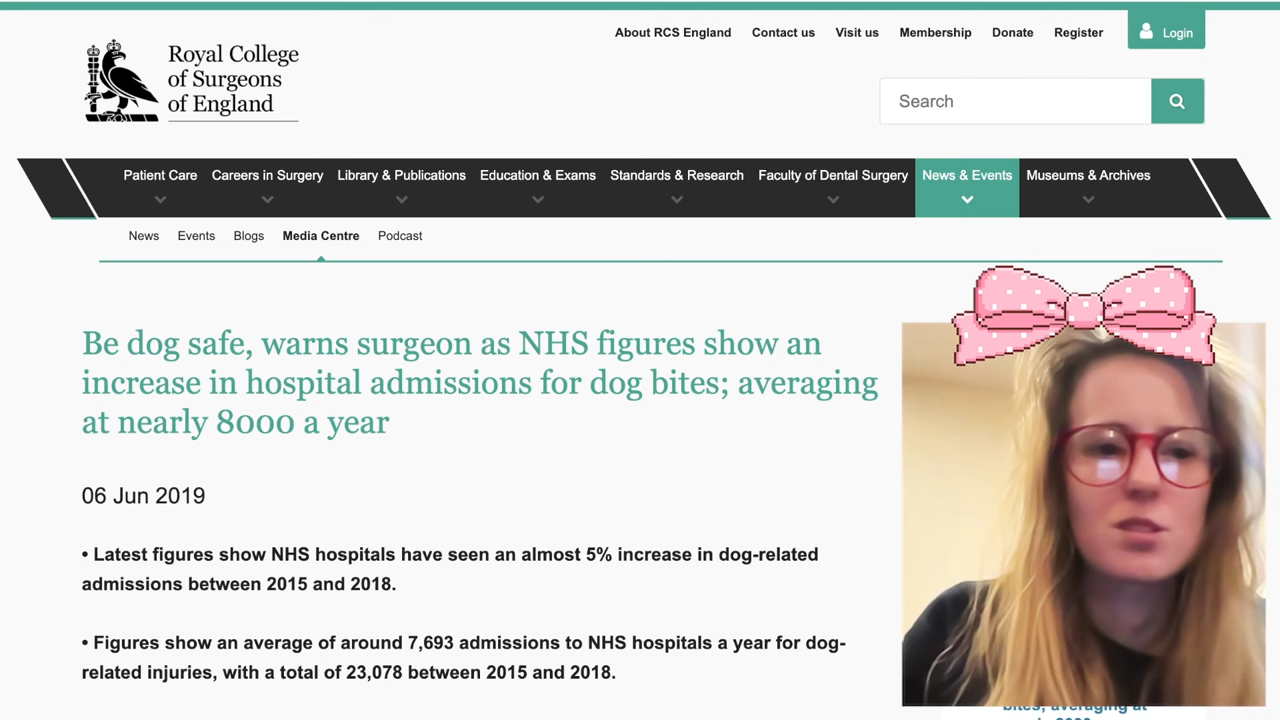 About RCS England Contact us Visit us Membership Donate Register Login
Royal College
of Surgeons
of England
Search
Patient Care Careers in Surgery Library & Publications Education & Exams Standards & Research Faculty of Dental Surgery News & Events Museums & Archives
News Events Blogs Media Centre Podcast
Be dog safe, warns surgeon as NHS figures show an
increase in hospital admissions for dog bites; averaging
at nearly 8000 a year
06 Jun 2019
• Latest figures show NHS hospitals have seen an almost 5% increase in dog-related
admissions between 2015 and 2018.
• Figures show an average of around 7,693 admissions to NHS hospitals a year for dog-
related injuries, with a total of 23,078 between 2015 and 2018.
bites; averaging at